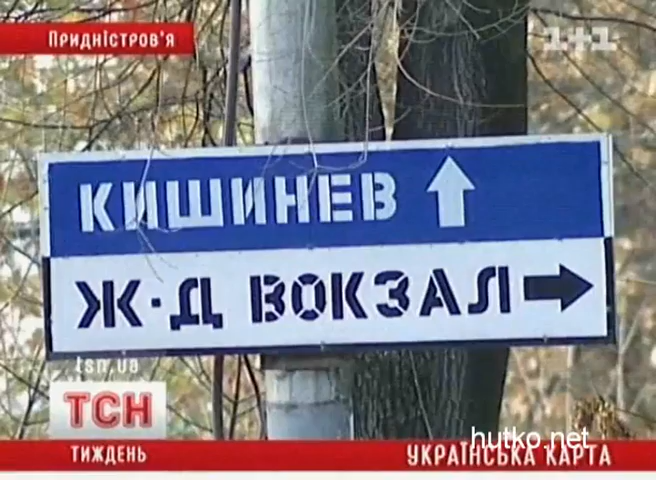 Придністров'я
1+1
КИШИНЕВ
Ж-Д ВОКЗАЛ
tsn.ua
ТСН
hutko.net
ТИЖДЕНЬ
УКРАЇНСЬКА КАРТА